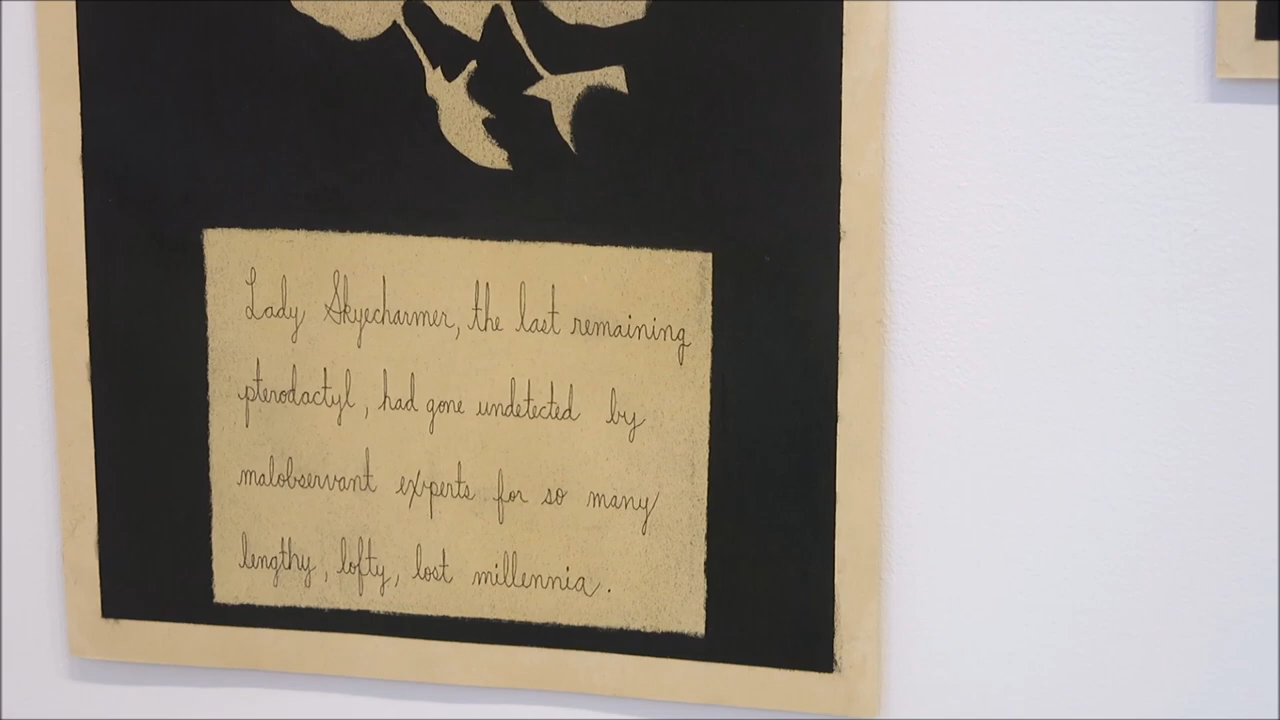 Lady Skyecharmer, the last remaining
pterodactyl, had gone undetected by
malobservant experts for so many
lengthy, lofty, lost millennia.